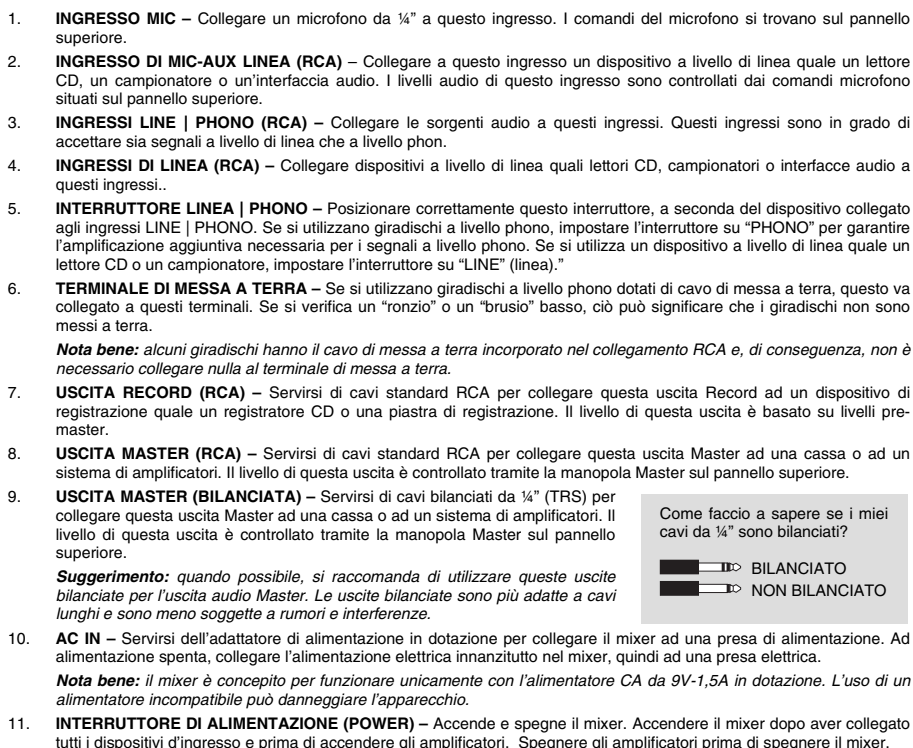 1. INGRESSO MIC – Collegare un microfono da ¼” a questo ingresso. I comandi del microfono si trovano sul pannello
superiore.
2. INGRESSO DI MIC-AUX LINEA (RCA) – Collegare a questo ingresso un dispositivo a livello di linea quale un lettore
CD, un campionatore o un’interfaccia audio. I livelli audio di questo ingresso sono controllati dai comandi microfono
situati sul pannello superiore.
3. INGRESSI LINE | PHONO (RCA) – Collegare le sorgenti audio a questi ingressi. Questi ingressi sono in grado di
accettare sia segnali a livello di linea che a livello phon.
4. INGRESSI DI LINEA (RCA) – Collegare dispositivi a livello di linea quali lettori CD, campionatori o interfacce audio a
questi ingressi..
5. INTERRUTTORE LINEA | PHONO – Posizionare correttamente questo interruttore, a seconda del dispositivo collegato
agli ingressi LINE | PHONO. Se si utilizzano giradischi a livello phono, impostare l’interruttore su “PHONO” per garantire
l’amplificazione aggiuntiva necessaria per i segnali a livello phono. Se si utilizza un dispositivo a livello di linea quale un
lettore CD o un campionatore, impostare l’interruttore su “LINE” (linea).”
6. TERMINALE DI MESSA A TERRA – Se si utilizzano giradischi a livello phono dotati di cavo di messa a terra, questo va
collegato a questi terminali. Se si verifica un “ronzio” o un “brusio” basso, ciò può significare che i giradischi non sono
messi a terra.
Nota bene: alcuni giradischi hanno il cavo di messa a terra incorporato nel collegamento RCA e, di conseguenza, non è
necessario collegare nulla al terminale di messa a terra.
7. USCITA RECORD (RCA) – Servirsi di cavi standard RCA per collegare questa uscita Record ad un dispositivo di
registrazione quale un registratore CD o una piastra di registrazione. Il livello di questa uscita è basato su livelli pre-
master.
8. USCITA MASTER (RCA) – Servirsi di cavi standard RCA per collegare questa uscita Master ad una cassa o ad un
sistema di amplificatori. Il livello di questa uscita è controllato tramite la manopola Master sul pannello superiore.
9. USCITA MASTER (BILANCIATA) – Servirsi di cavi bilanciati da ¼” (TRS) per
collegare questa uscita Master ad una cassa o ad un sistema di amplificatori. Il
livello di questa uscita è controllato tramite la manopola Master sul pannello
superiore.
Suggerimento: quando possibile, si raccomanda di utilizzare queste uscite
bilanciate per l’uscita audio Master. Le uscite bilanciate sono più adatte a cavi
lunghi e sono meno soggette a rumori e interferenze.
Come faccio a sapere se i miei
cavi da ¼” sono bilanciati?
BILANCIATO
NON BILANCIATO
10. AC IN – Servirsi dell’adattatore di alimentazione in dotazione per collegare il mixer ad una presa di alimentazione. Ad
alimentazione spenta, collegare l’alimentazione elettrica innanzitutto nel mixer, quindi ad una presa elettrica.
Nota bene: il mixer è concepito per funzionare unicamente con l’alimentatore CA da 9V-1,5A in dotazione. L’uso di un
alimentatore incompatibile può danneggiare l’apparecchio.
11. INTERRUTTORE DI ALIMENTAZIONE (POWER) – Accende e spegne il mixer. Accendere il mixer dopo aver collegato
tutti i dispositivi d’ingresso e prima di accendere gli amplificatori. Spegnere gli amplificatori prima di spegnere il mixer.